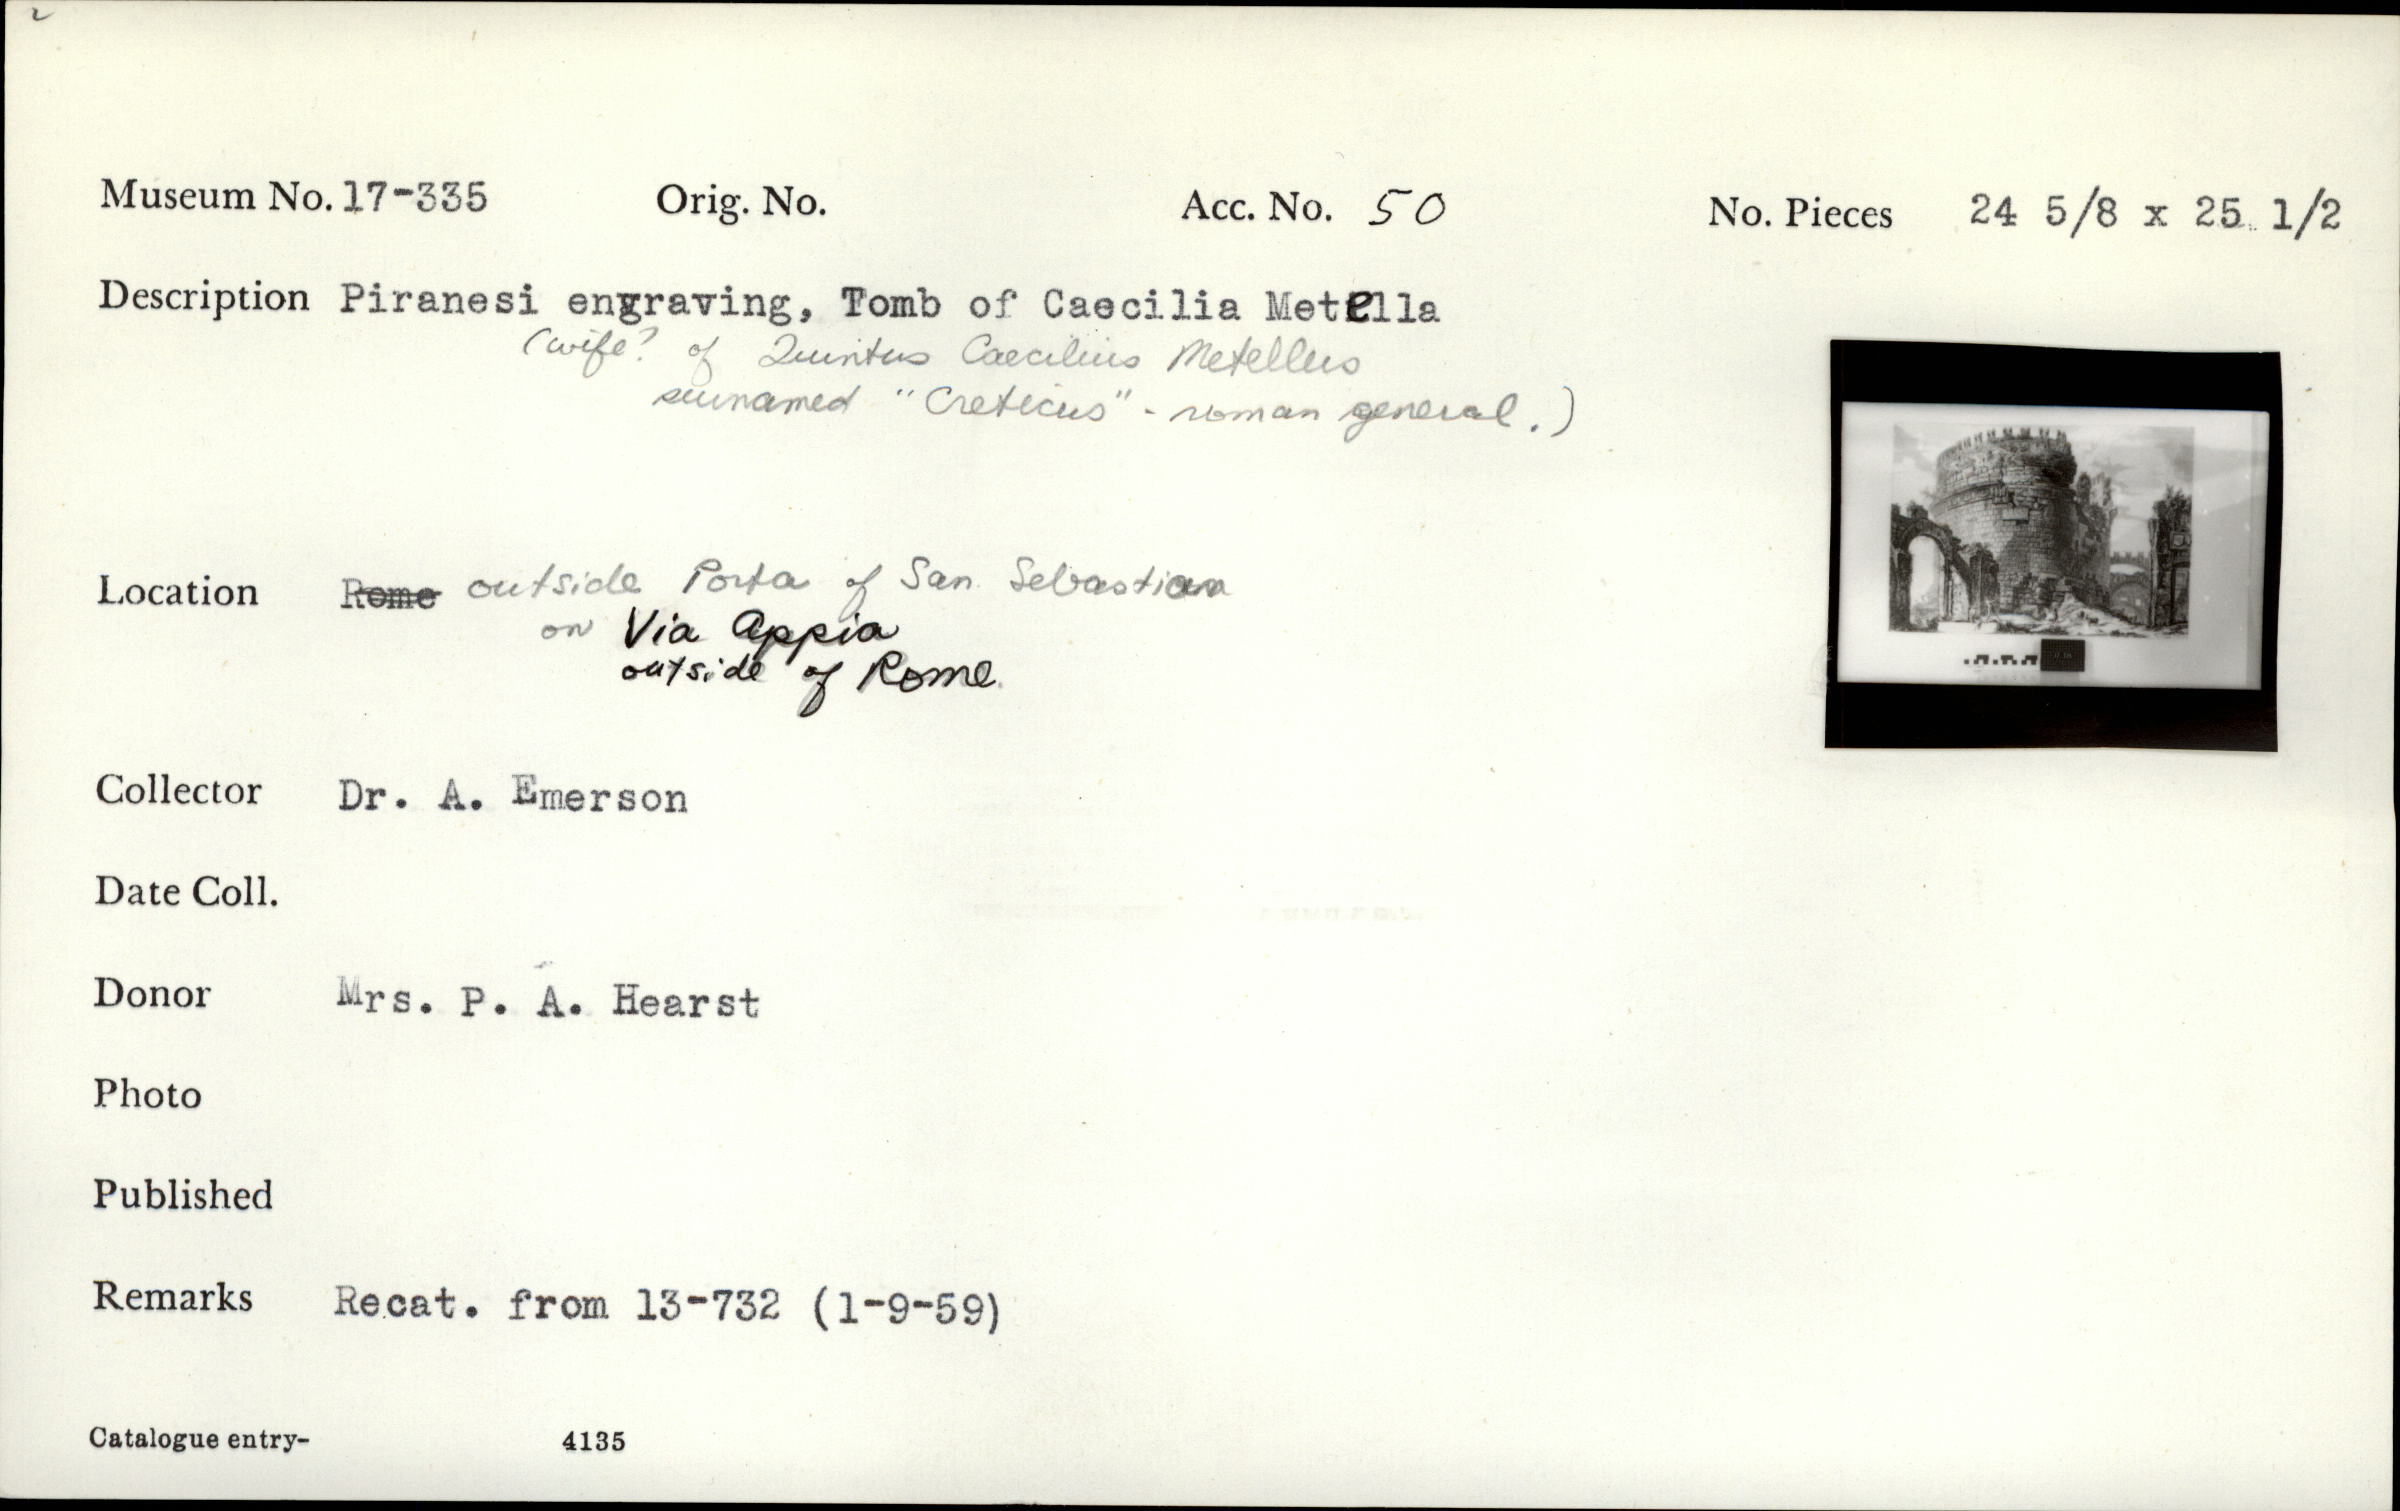 Museum No. 17-335 Orig. No. Acc. No. 50 No. Pieces 24 5/8 x 25 1/2
Description Piranesi engraving, Tomb of Caecilia Metella
(wife? of Quintus Caecilius Metellus
surnamed "Creticus" - roman general.)
Location Rome outside Porta of San Sebastian
on Via Appia
outside of Rome
Collector Dr. A. Emerson
Date Coll.
Donor Mrs. P. A. Hearst
Photo
Published
Remarks Recat. from 13-732 (1-9-59)
Catalogue entry- 4135